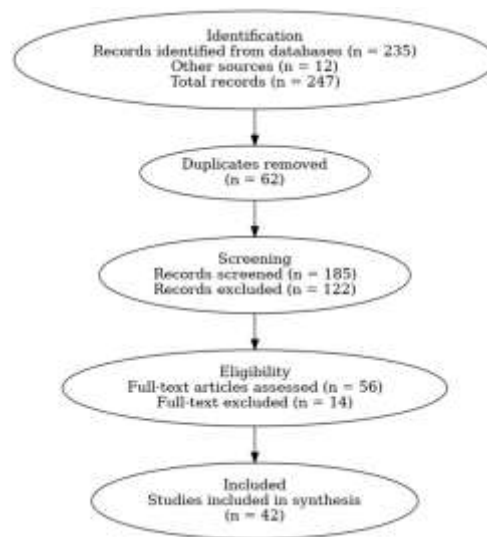 Identification
Records identified from databases (n = 235)
Other sources (n = 12)
Total records (n = 247)
Duplicates removed
(n = 62)
Screening
Records screened (n = 185)
Records excluded (n = 122)
Eligibility
Full-text articles assessed (n = 56)
Full-text excluded (n = 14)
Included
Studies included in synthesis
(n = 42)